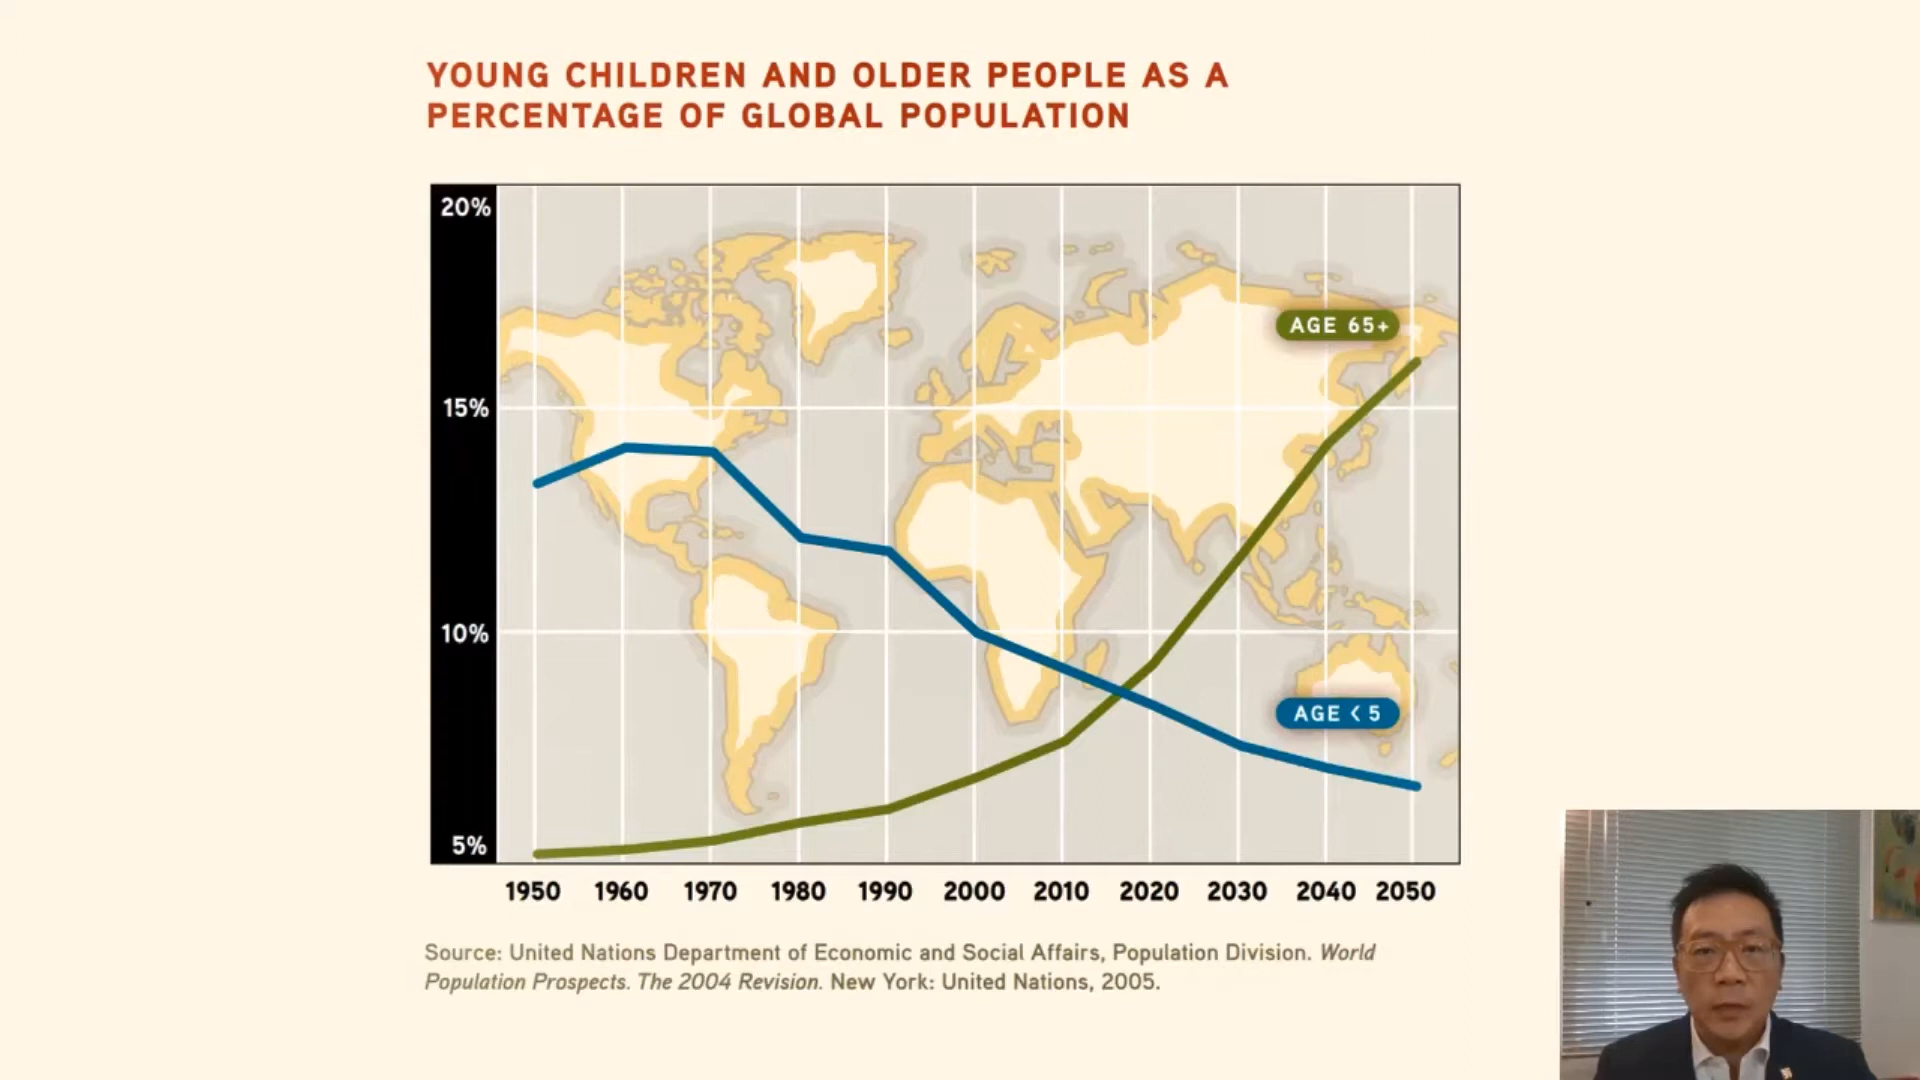 YOUNG CHILDREN AND OLDER PEOPLE AS A
PERCENTAGE OF GLOBAL POPULATION
20%
15%
10%
5%
AGE 65+
AGE < 5
1950 1960 1970 1980 1990 2000 2010 2020 2030 2040 2050
Source: United Nations Department of Economic and Social Affairs, Population Division. World
Population Prospects. The 2004 Revision. New York: United Nations, 2005.